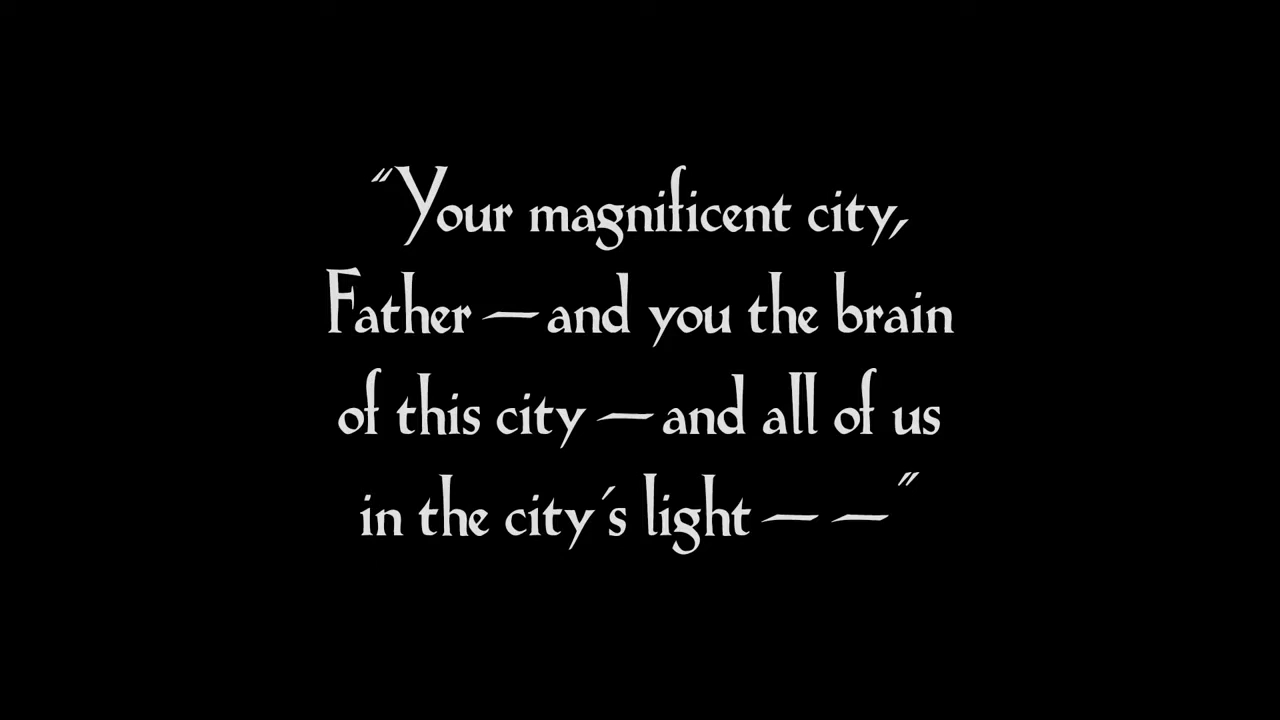 “Your magnificent city,
Father — and you the brain
of this city — and all of us
in the city's light — — ”